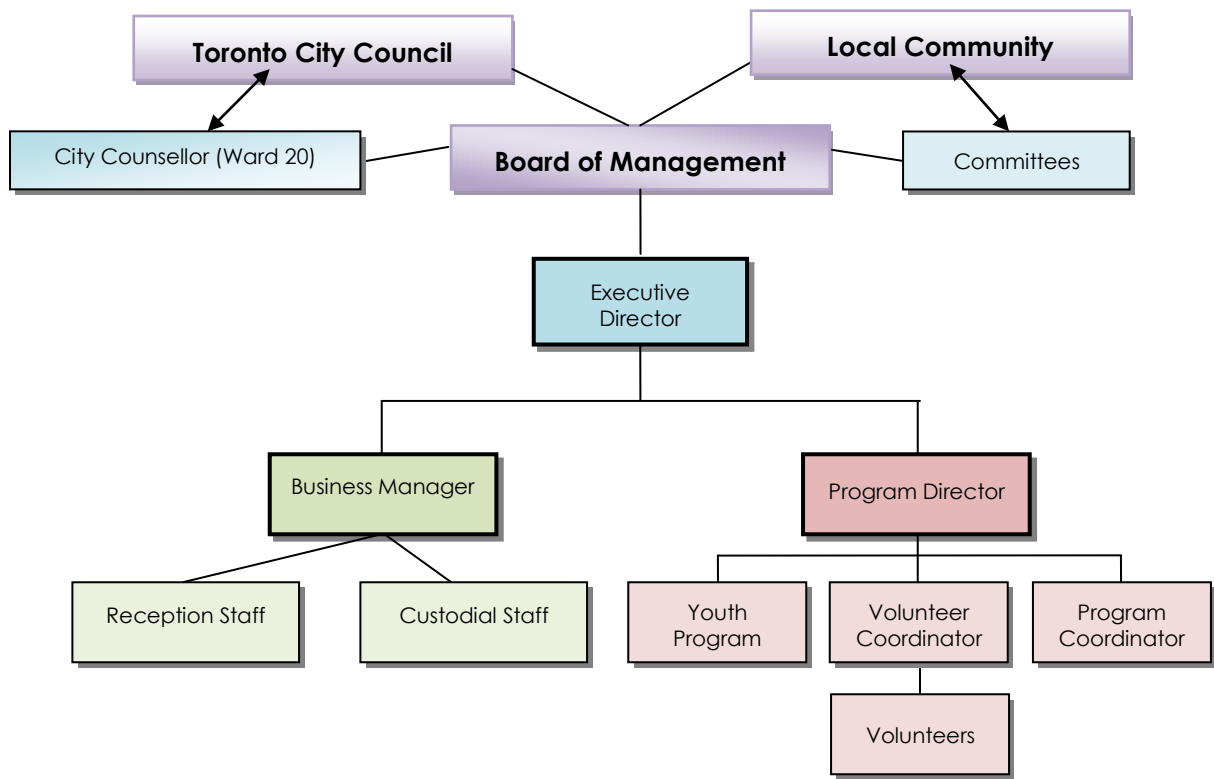 Toronto City Council
Local Community
City Counsellor (Ward 20)
Board of Management
Committees
Executive
Director
Business Manager
Program Director
Reception Staff
Custodial Staff
Youth
Program
Volunteer
Coordinator
Program
Coordinator
Volunteers